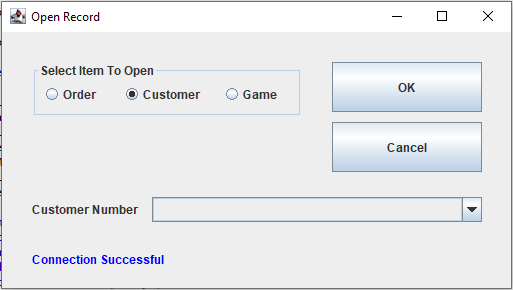 Open Record
Select Item To Open
Order Customer Game
OK
Cancel
Customer Number
Connection Successful